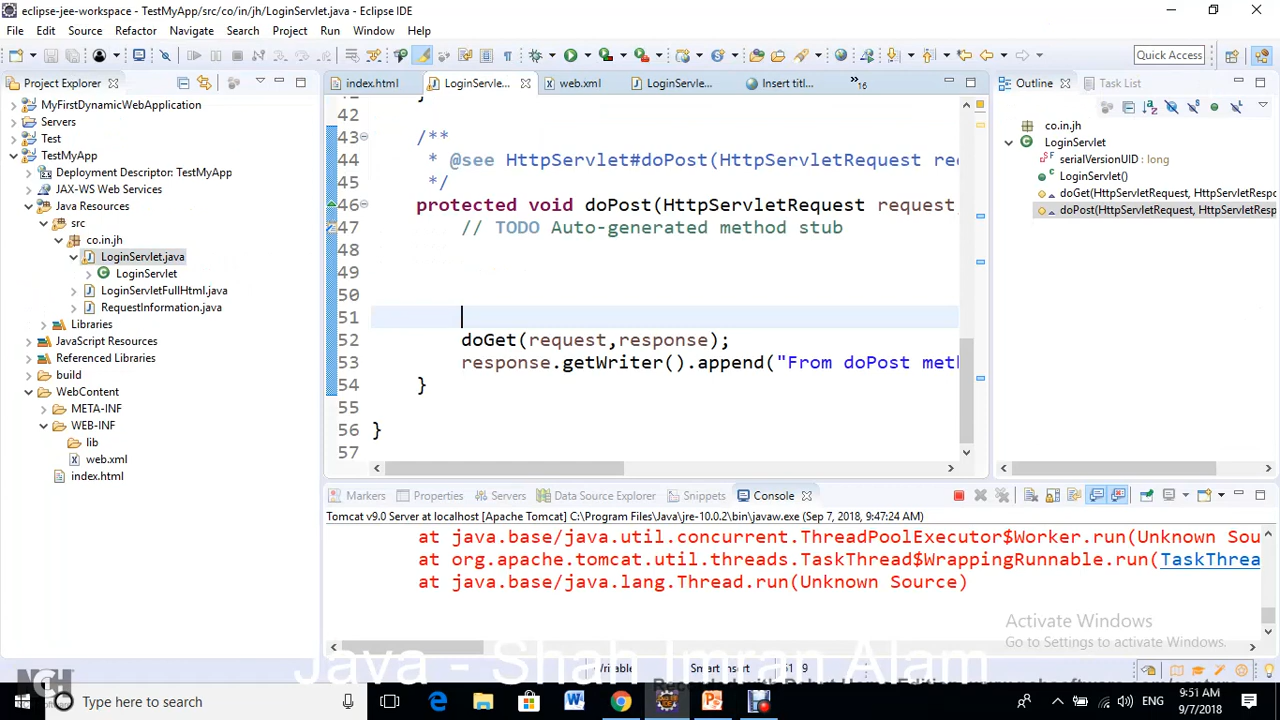 eclipse-jee-workspace - TestMyApp/src/co/in/jh/LoginServlet.java - Eclipse IDE
File Edit Source Refactor Navigate Search Project Run Window Help
Quick Access
Project Explorer
index.html LoginServle... web.xml LoginServle... Insert titl... »16
Outline Task List
MyFirstDynamicWebApplication
Servers
Test
TestMyApp
Deployment Descriptor: TestMyApp
JAX-WS Web Services
Java Resources
src
co.in.jh
LoginServlet.java
LoginServlet
LoginServletFullHtml.java
RequestInformation.java
Libraries
JavaScript Resources
Referenced Libraries
build
WebContent
META-INF
WEB-INF
lib
web.xml
index.html
42
43 /**
44 * @see HttpServlet#doPost(HttpServletRequest
45 */
46 protected void doPost(HttpServletRequest request
47 // TODO Auto-generated method stub
48
49
50
51
52 doGet(request,response);
53 response.getWriter().append("From doPost
54 }
55
56 }
57
co.in.jh
LoginServlet
serialVersionUID : long
LoginServlet()
doGet(HttpServletRequest, HttpServletRespo
doPost(HttpServletRequest, HttpServletResp
Markers Properties Servers Data Source Explorer Snippets Console
Tomcat v9.0 Server at localhost [Apache Tomcat] C:\Program Files\Java\jre-10.0.2\bin\javaw.exe (Sep 7, 2018, 9:47:24 AM)
at java.base/java.util.concurrent.ThreadPoolExecutor$Worker.run(Unknown Sou
at org.apache.tomcat.util.threads.TaskThread$WrappingRunnable.run(TaskThrea
at java.base/java.lang.Thread.run(Unknown Source)
Activate Windows
Go to Settings to activate Windows.
Java - Shah Imran Alam
Smart Insert
NCH
Software
Type here to search
ENG
9:51 AM
9/7/2018